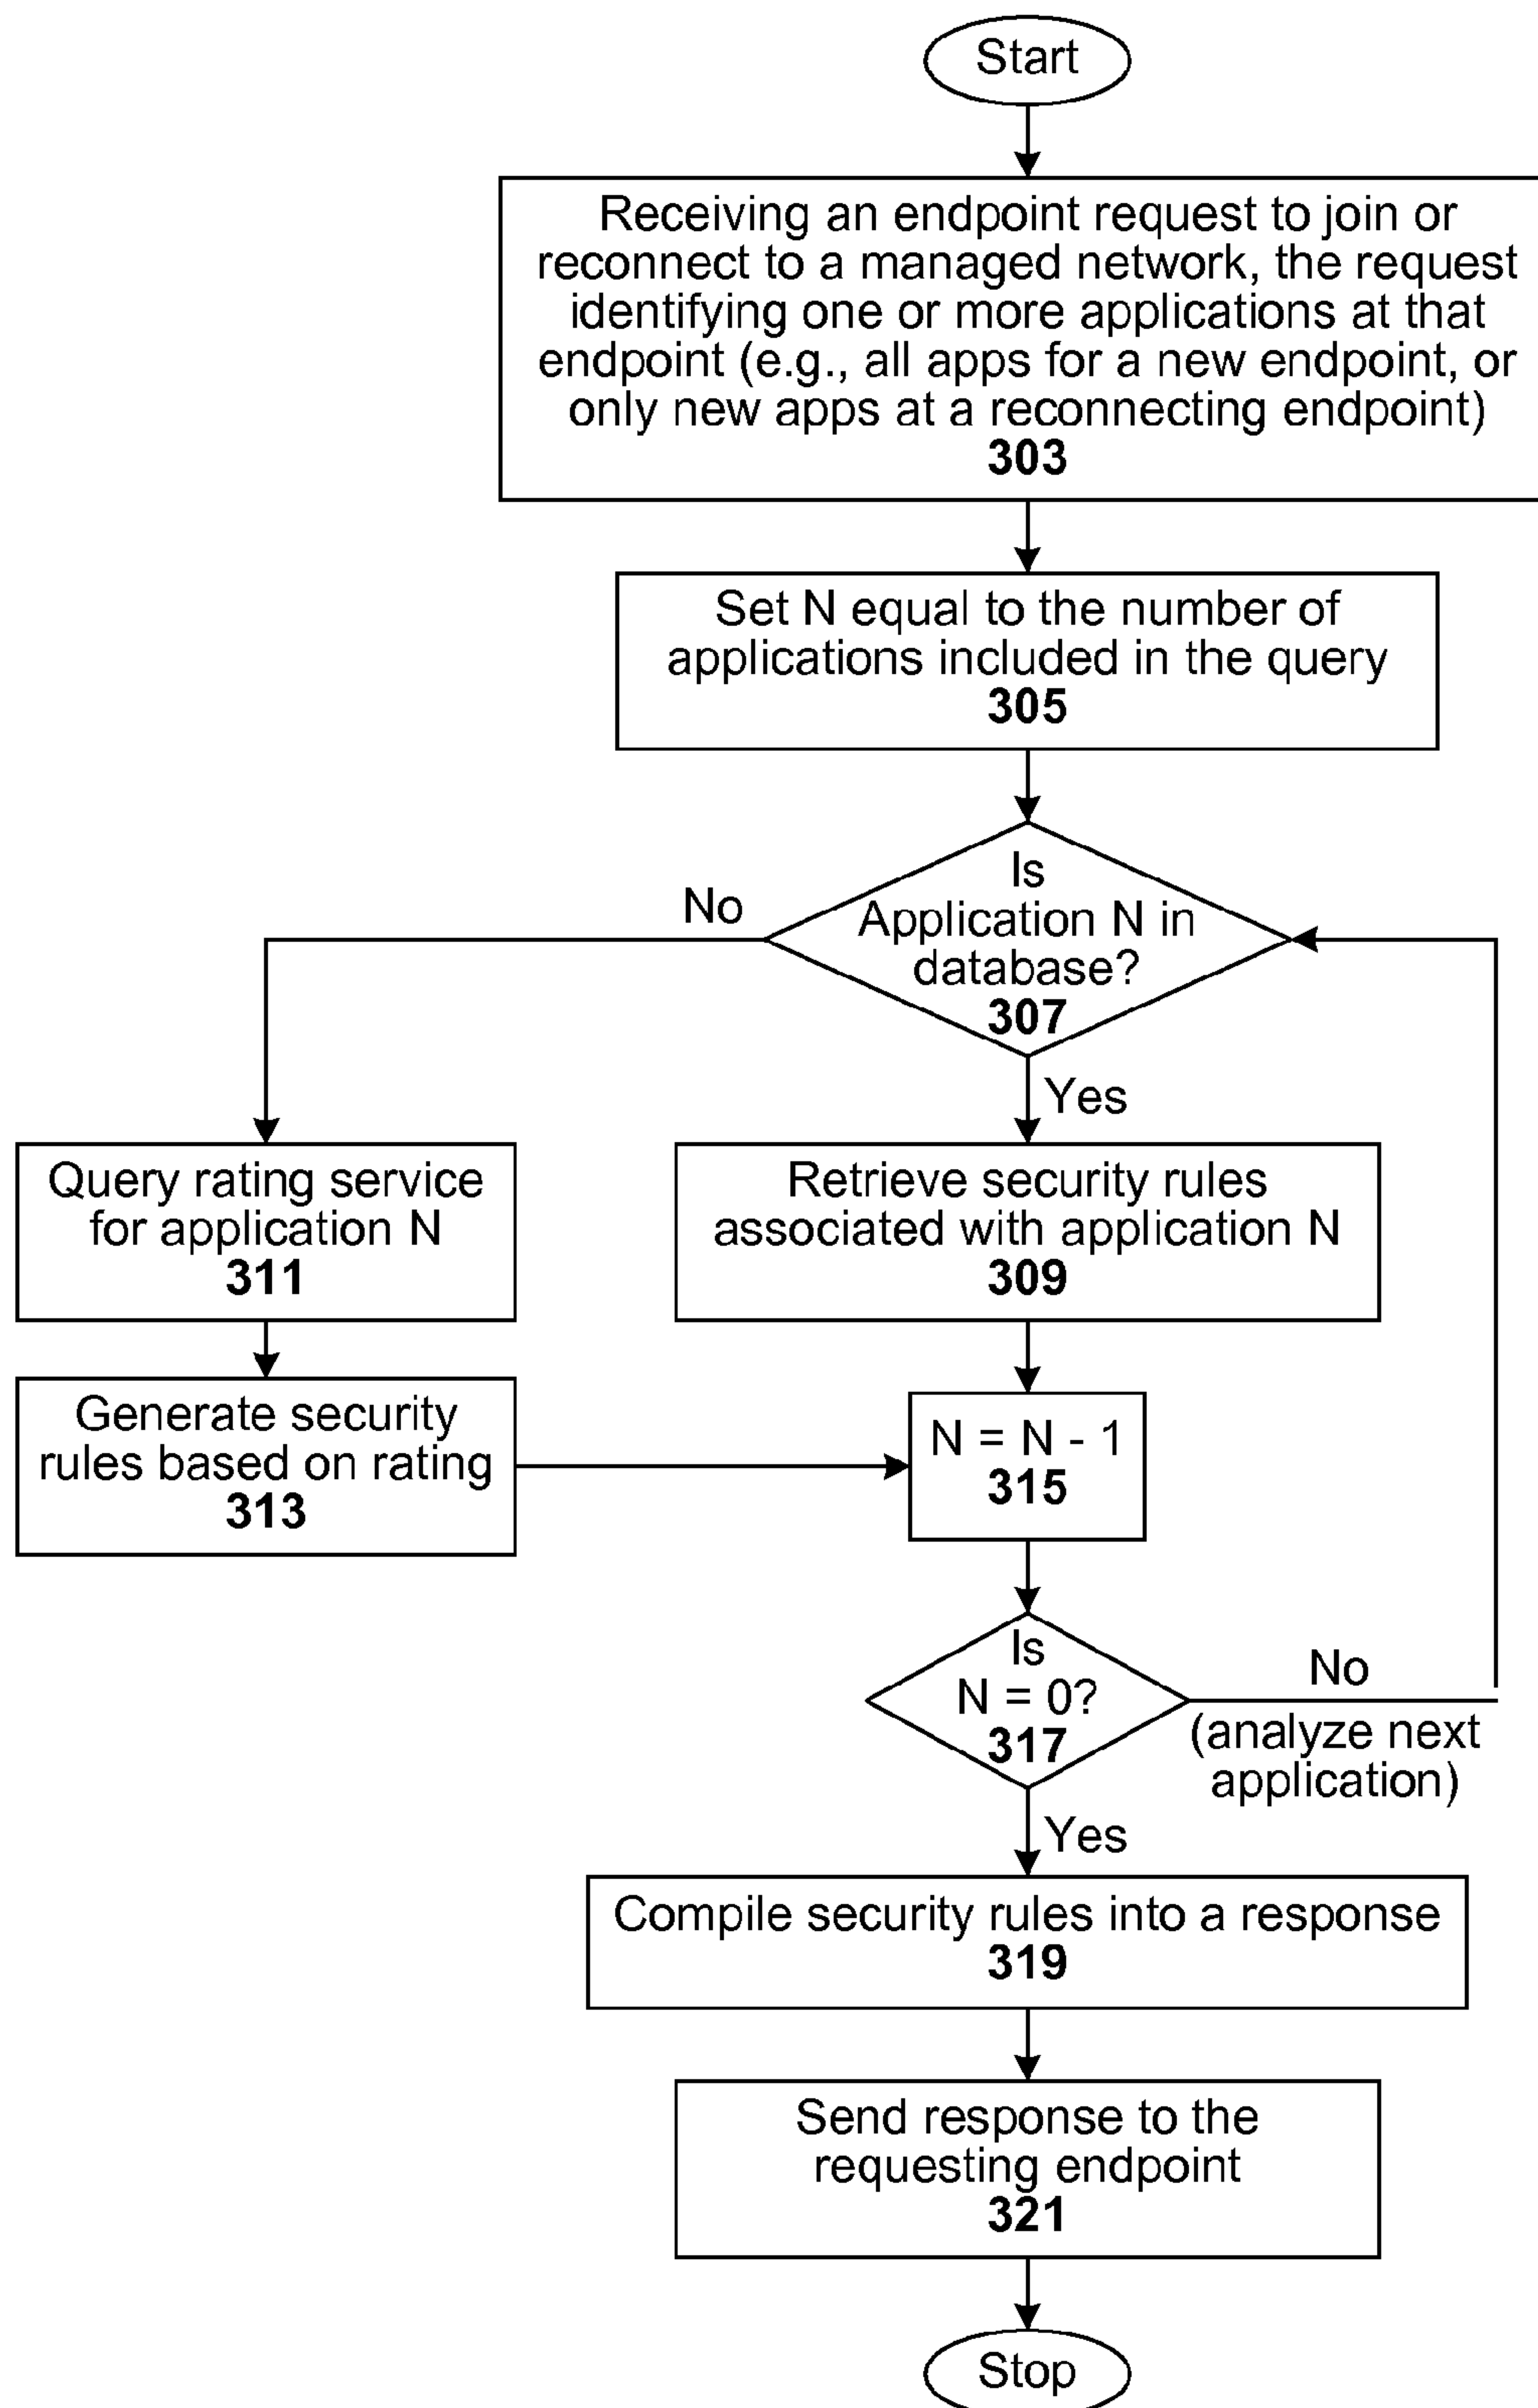 Start
Receiving an endpoint request to join or
reconnect to a managed network, the request
identifying one or more applications at that
endpoint (e.g., all apps for a new endpoint, or
only new apps at a reconnecting endpoint)
303
Set N equal to the number of
applications included in the query
305
Is
Application N in
database?
307
No
Yes
Query rating service
for application N
311
Retrieve security rules
associated with application N
309
Generate security
rules based on rating
313
N = N - 1
315
Is
N = 0?
317
No
(analyze next
application)
Yes
Compile security rules into a response
319
Send response to the
requesting endpoint
321
Stop